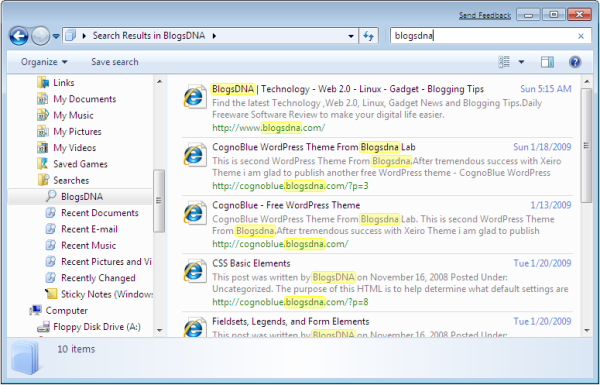 Send Feedback
Search Results in BlogsDNA
blogsdna
Organize
Save search
Links
My Documents
My Music
My Pictures
My Videos
Saved Games
Searches
BlogsDNA
Recent Documents
Recent E-mail
Recent Music
Recent Pictures and Vi
Recently Changed
Sticky Notes (Windows
Computer
Floppy Disk Drive (A:)
BlogsDNA | Technology - Web 2.0 - Linux - Gadget - Blogging Tips Sun 5:15 AM
Find the latest Technology ,Web 2.0, Linux, Gadget News and Blogging Tips.Daily
Freeware Software Review to make your digital life easier.
http://www.blogsdna.com/
CognoBlue WordPress Theme From Blogsdna Lab Sun 1/18/2009
This is second WordPress Theme From Blogsdna.After tremendous success with Xeiro
Theme i am glad to publish another free WordPress theme - CognoBlue WordPress
http://cognoblue.blogsdna.com/?p=3
CognoBlue - Free WordPress Theme 1/13/2009
CognoBlue WordPress Theme From Blogsdna Lab. This is second WordPress Theme
From Blogsdna.After tremendous success with Xeiro Theme i am glad to publish
http://cognoblue.blogsdna.com/
CSS Basic Elements Tue 1/20/2009
This post was written by BlogsDNA on November 16, 2008 Posted Under:
Uncategorized. The purpose of this HTML is to help determine what default settings are
http://cognoblue.blogsdna.com/?p=8
Fieldsets, Legends, and Form Elements Tue 1/20/2009
This post was written by BlogsDNA on November 16, 2008 Posted Under:
10 items